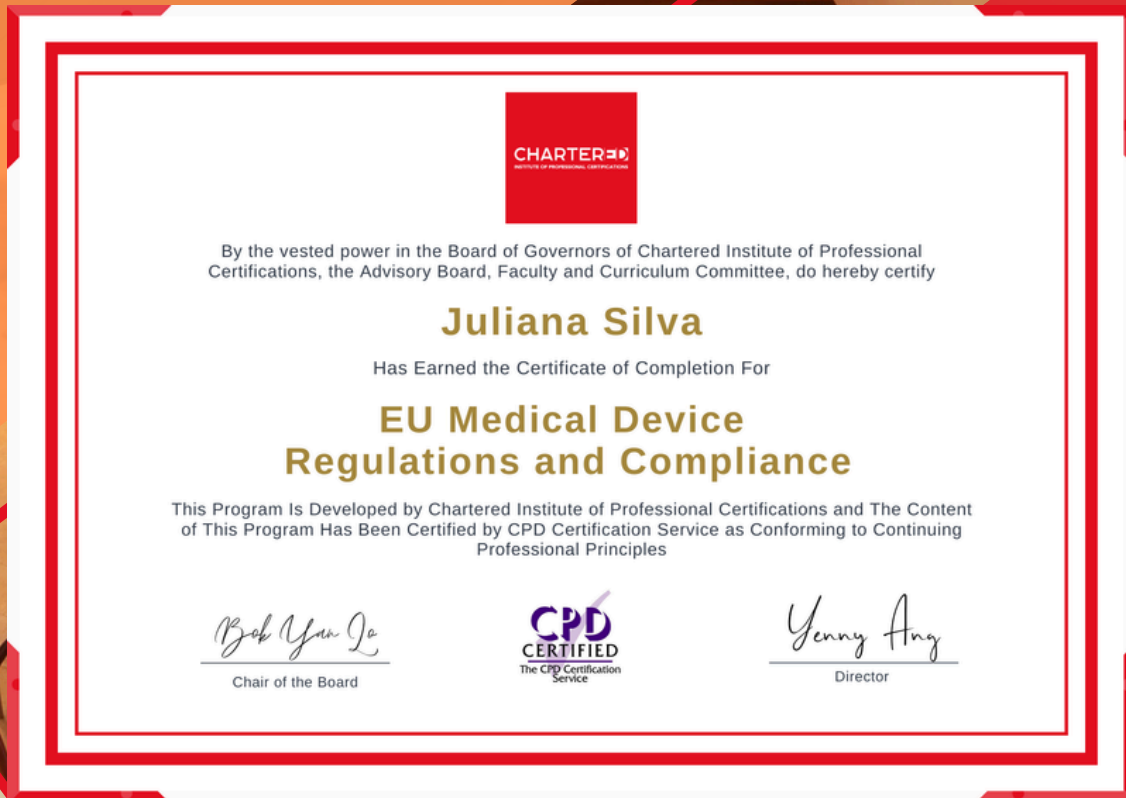 CHARTERED
INSTITUTE OF PROFESSIONAL CERTIFICATIONS
By the vested power in the Board of Governors of Chartered Institute of Professional
Certifications, the Advisory Board, Faculty and Curriculum Committee, do hereby certify
Juliana Silva
Has Earned the Certificate of Completion For
EU Medical Device
Regulations and Compliance
This Program Is Developed by Chartered Institute of Professional Certifications and The Content
of This Program Has Been Certified by CPD Certification Service as Conforming to Continuing
Professional Principles
Bok Yan Lo
Chair of the Board
CPD
CERTIFIED
The CPD Certification
Service
Yenny Ang
Director